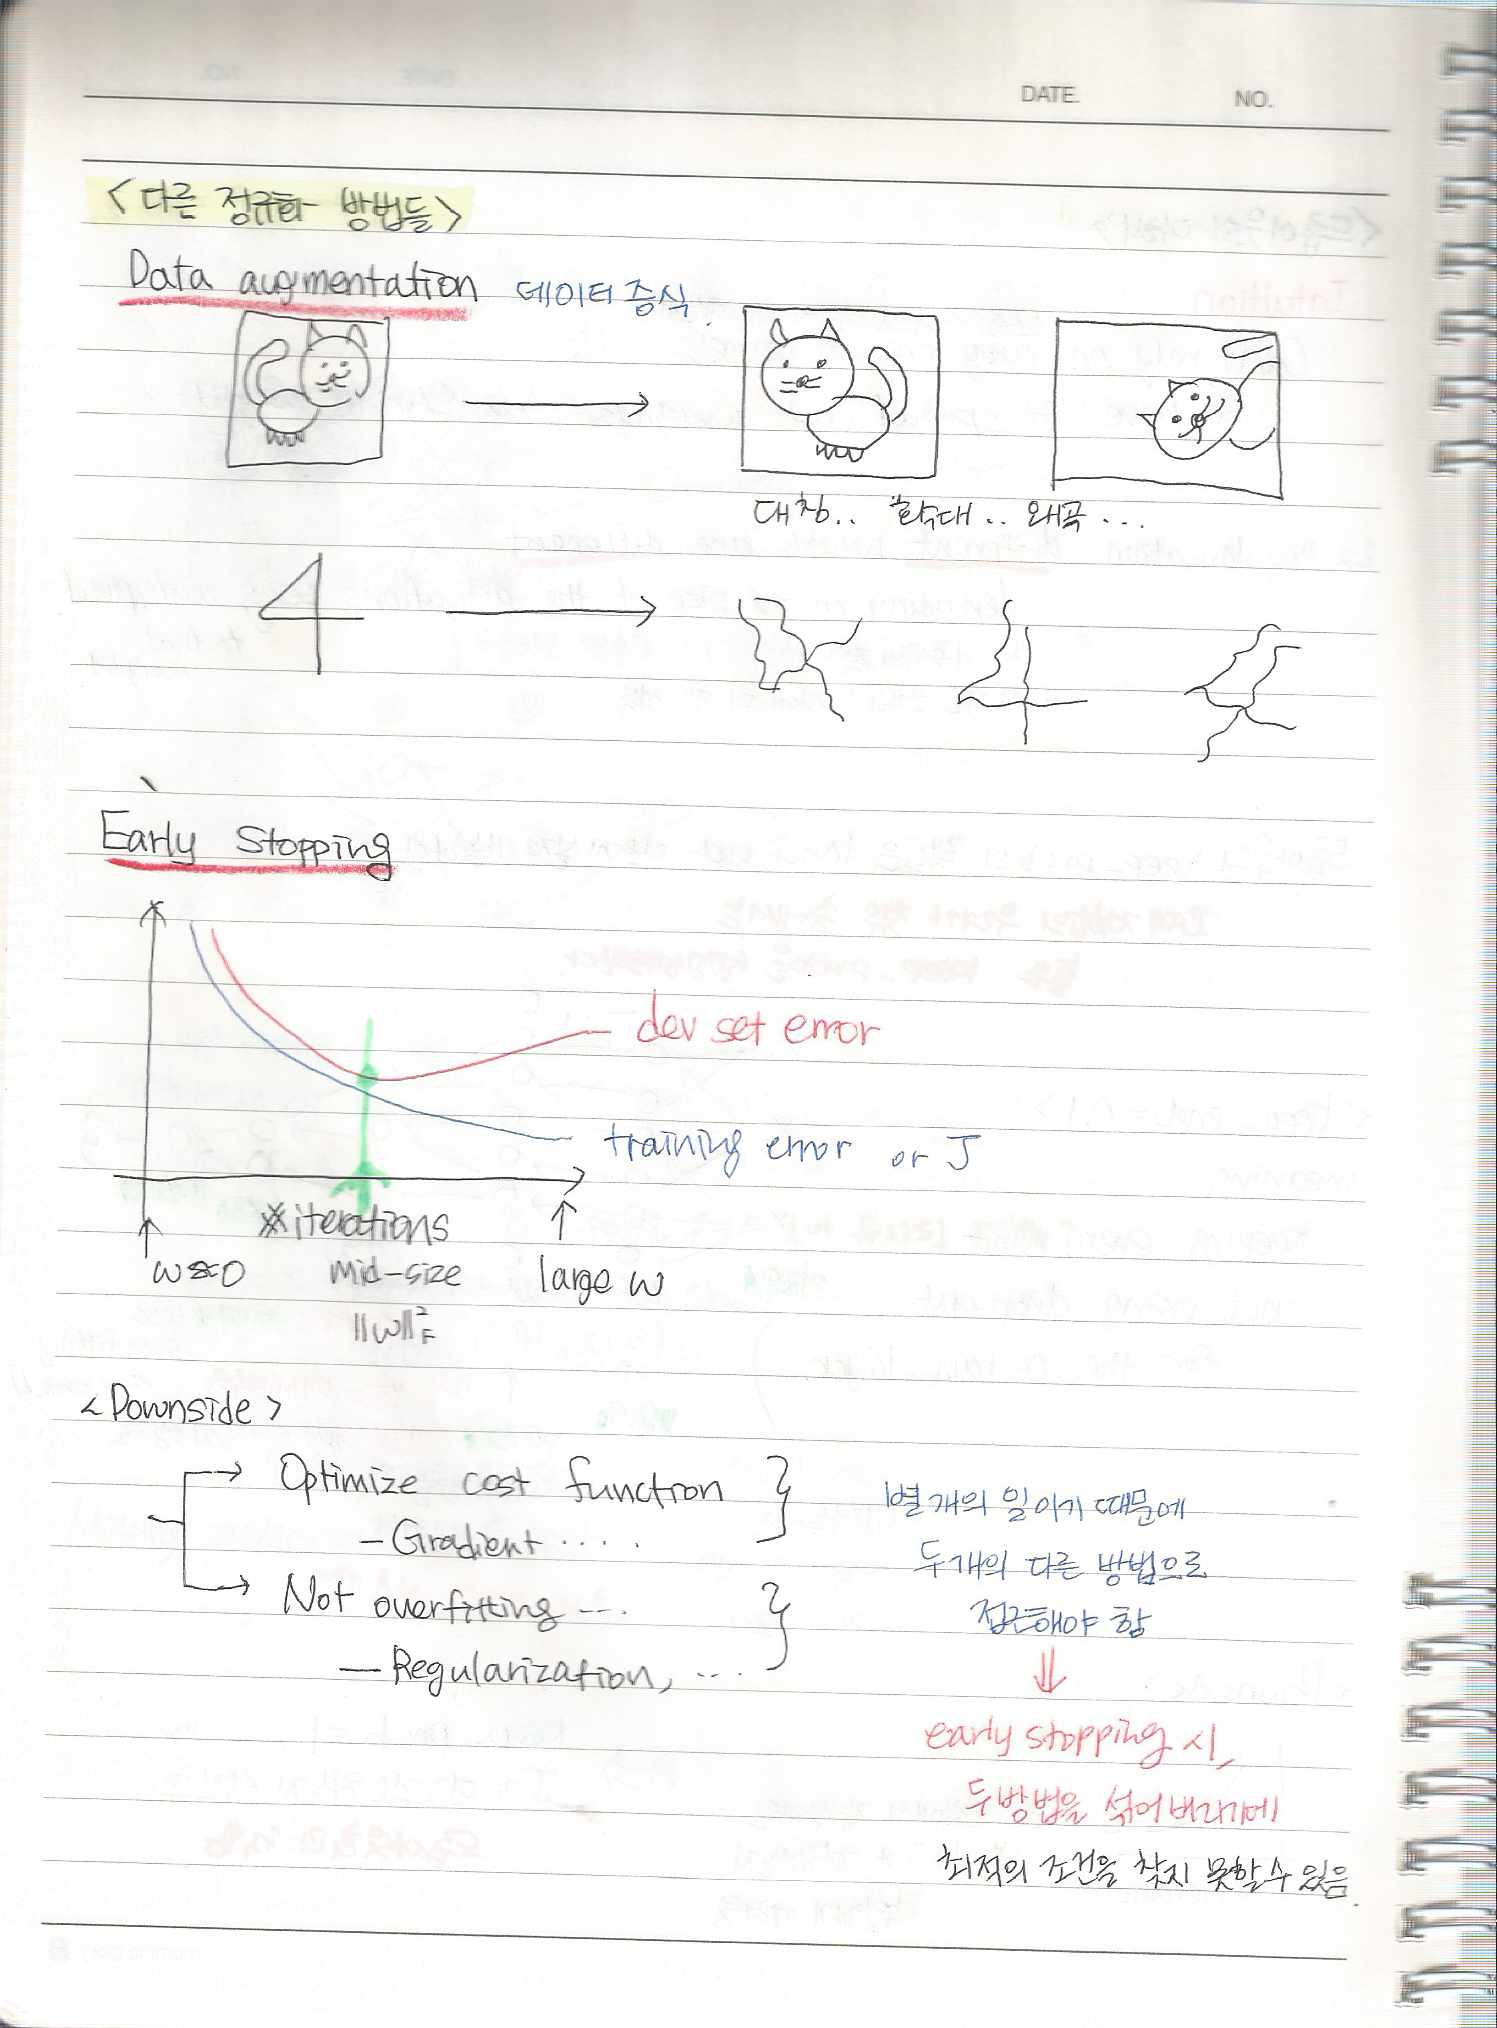 DATE.
NO.
<다른 정규화 방법들>
Data augmentation 데이터 증식.
대칭.. 확대.. 왜곡...
4
Early Stopping
dev set error
training error or J
#iterations
w≈0
mid-size
large w
||w||²F
<Downside>
Optimize cost function
- Gradient .....
Not overfitting ...
- Regularization, ...
별개의 일이기 때문에
두개의 다른 방법으로
접근해야 함
⇓
early stopping 시,
두방법을 섞어버리기에
최적의 조건을 찾지 못할 수 있음.